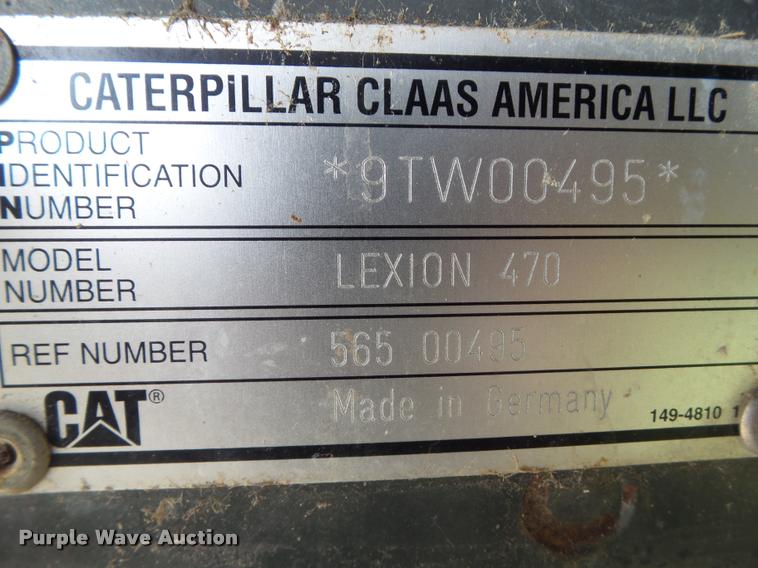 CATERPiLLAR CLAAS AMERICA LLC
PRODUCT
IDENTIFICATION
NUMBER
*9TW00495*
MODEL
NUMBER
LEXION 470
REF NUMBER
565 00495
CAT®
Made in Germany
149-4810 1
Purple Wave Auction